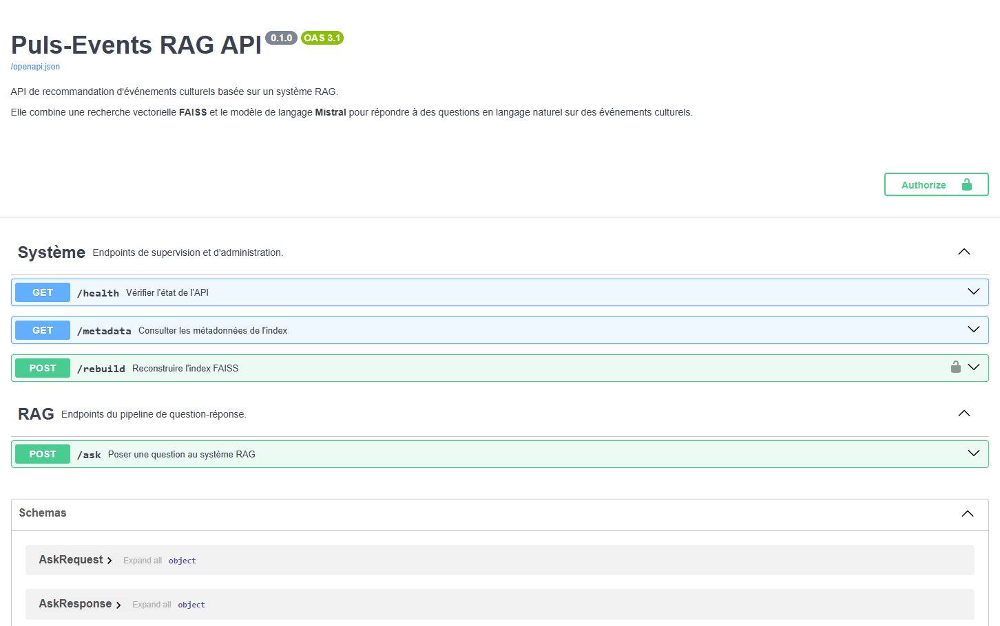 Puls-Events RAG API 0.1.0 OAS 3.1
/openapi.json
API de recommandation d'événements culturels basée sur un système RAG.
Elle combine une recherche vectorielle FAISS et le modèle de langage Mistral pour répondre à des questions en langage naturel sur des événements culturels.
Authorize
Système Endpoints de supervision et d'administration.
GET /health Vérifier l'état de l'API
GET /metadata Consulter les métadonnées de l'index
POST /rebuild Reconstruire l'index FAISS
RAG Endpoints du pipeline de question-réponse.
POST /ask Poser une question au système RAG
Schemas
AskRequest Expand all object
AskResponse Expand all object